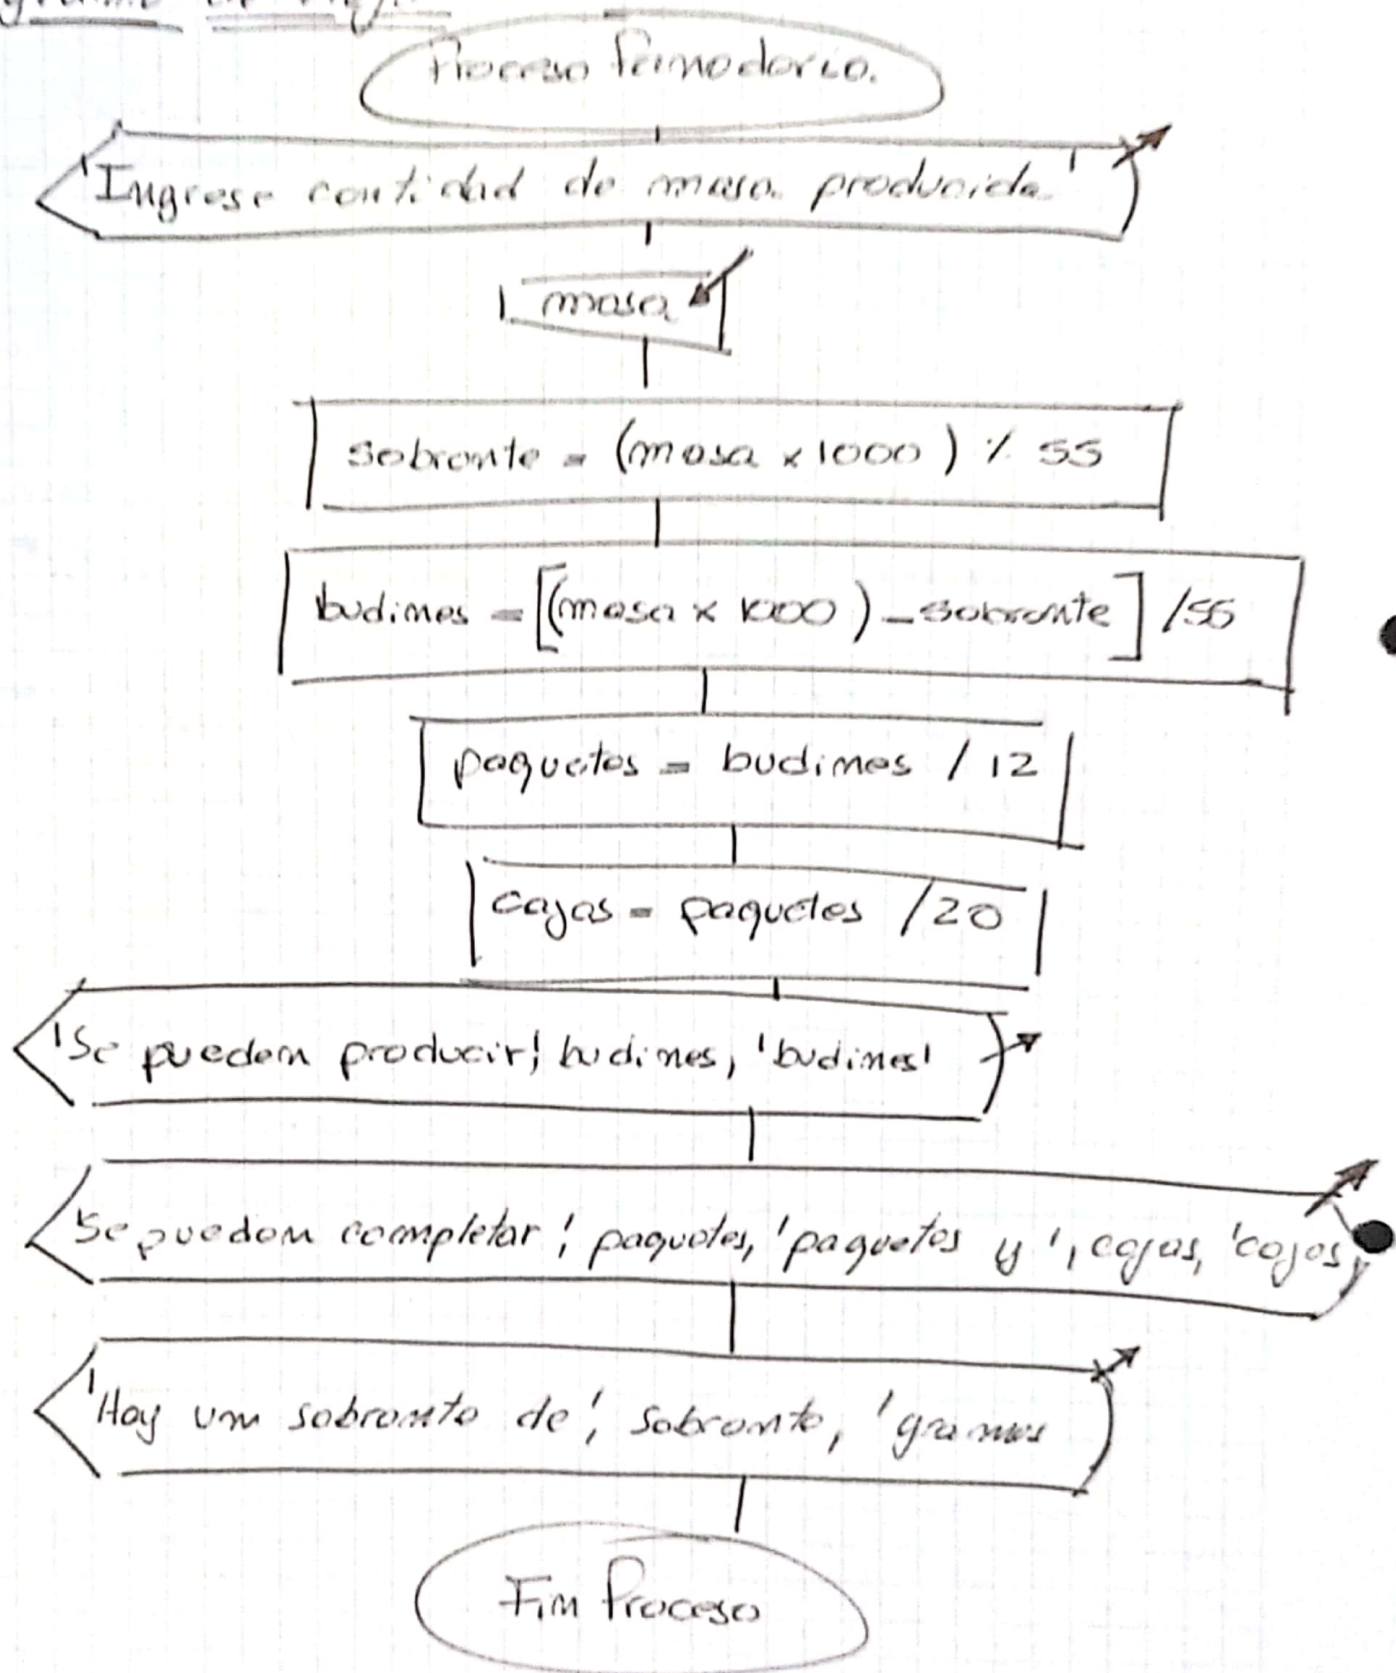 Proceso Panadería.
'Ingrese cantidad de masa producida'
masa
sobrante = (masa x 1000) % 55
budines = [(masa x 1000) - sobrante] / 55
paquetes = budines / 12
cajas = paquetes / 20
'Se pueden producir', budines, 'budines'
'Se pueden completar', paquetes, 'paquetes y', cajas, 'cajas
'Hay un sobrante de', sobrante, 'gramos
Fin Proceso